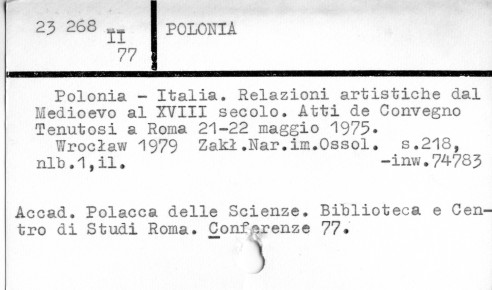 23 268 II
77
POLONIA
Polonia - Italia. Relazioni artistiche dal
Medioevo al XVIII secolo. Atti de Convegno
Tenutosi a Roma 21-22 maggio 1975.
Wrocław 1979 Zakł.Nar.im.Ossol. s.218,
nlb.1,il. -inw.74783
Accad. Polacca delle Scienze. Biblioteca e Cen-
tro di Studi Roma. Conferenze 77.